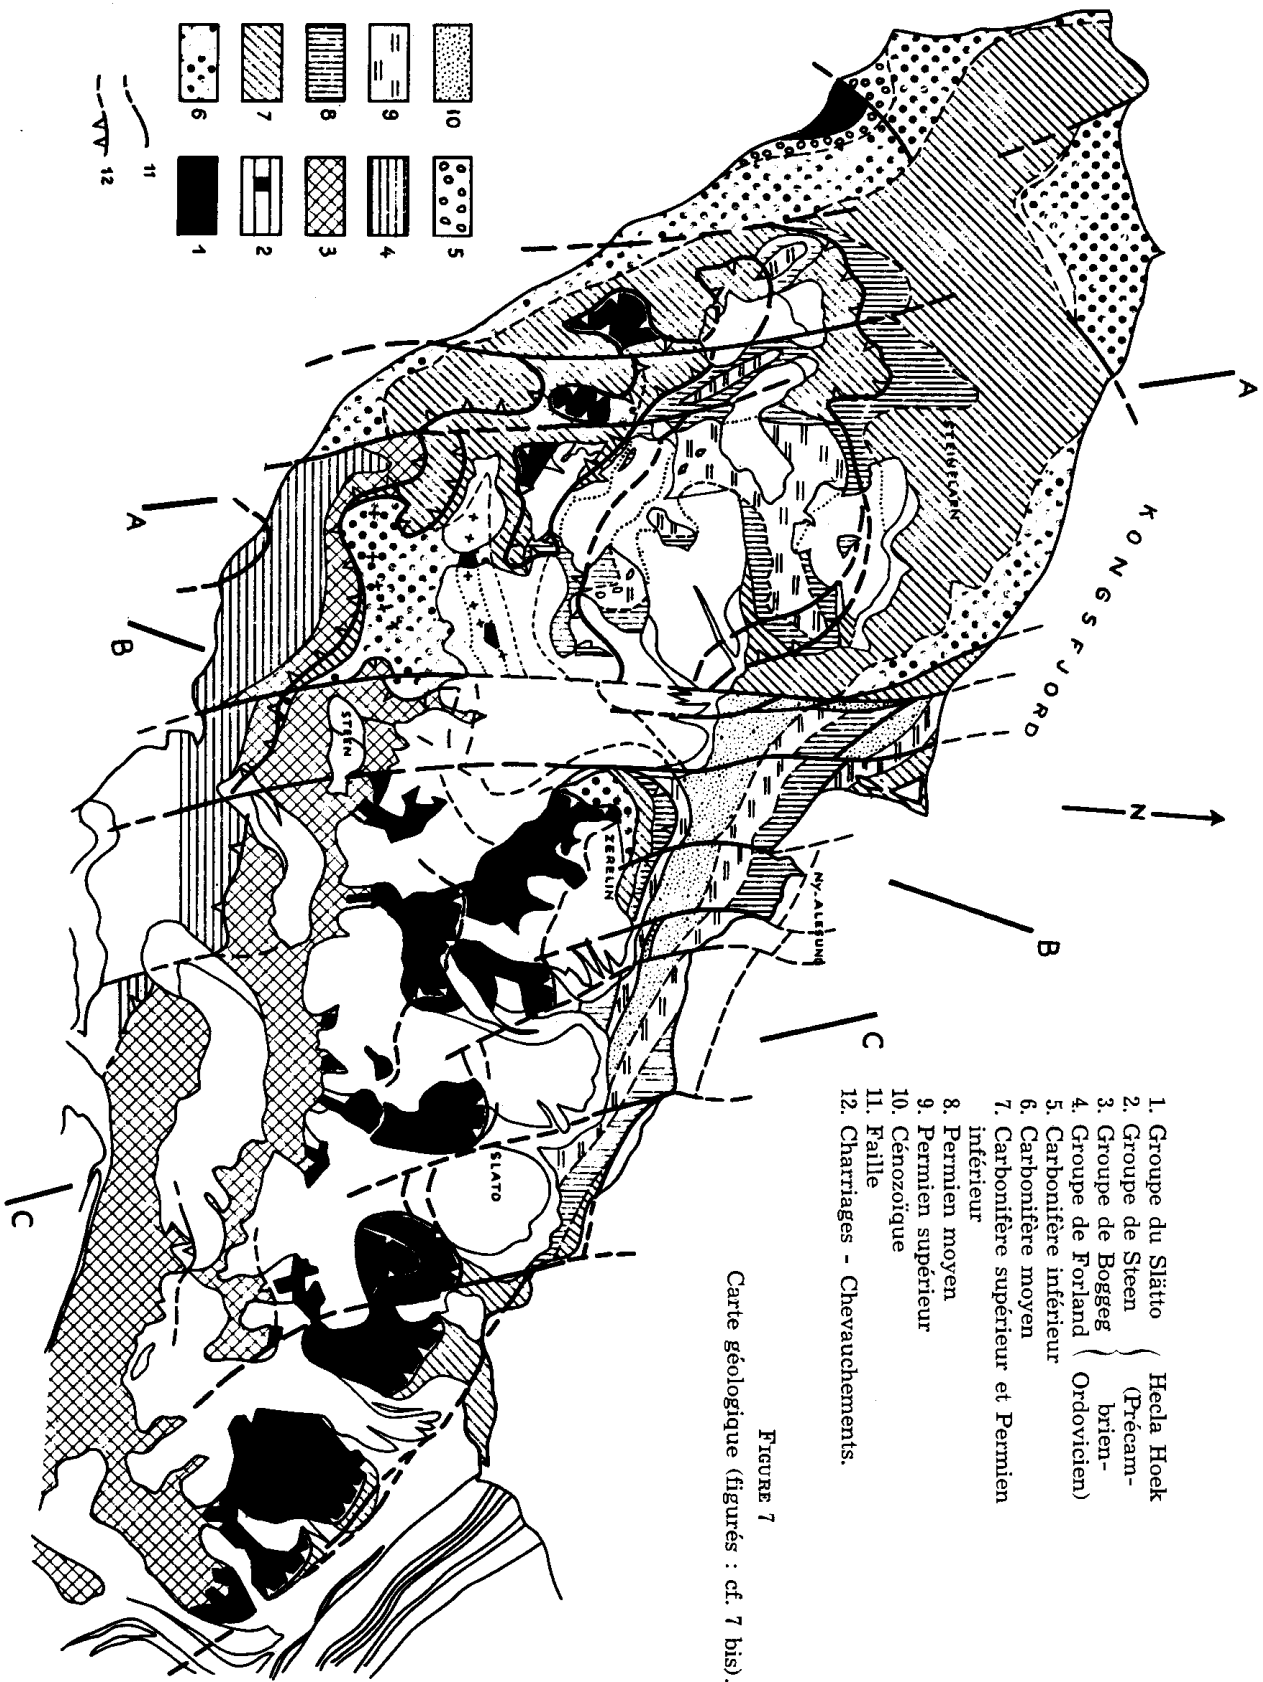 1. Groupe du Slätto
2. Groupe de Steen
3. Groupe de Boggeg
4. Groupe de Forland
Hecla Hoek
(Précam-
brien-
Ordovicien)
5. Carbonifère inférieur
6. Carbonifère moyen
7. Carbonifère supérieur et Permien
inférieur
8. Permien moyen
9. Permien supérieur
10. Cénozoïque
11. Faille
12. Charriages - Chevauchements.
FIGURE 7
Carte géologique (figurés : cf. 7 bis).
KONGSFJORD
N
A
B
C
A
B
C
NY-ALESUND
ZEPPELIN
STEEN
SLATO
10
9
8
7
6
5
4
3
2
1
11
12